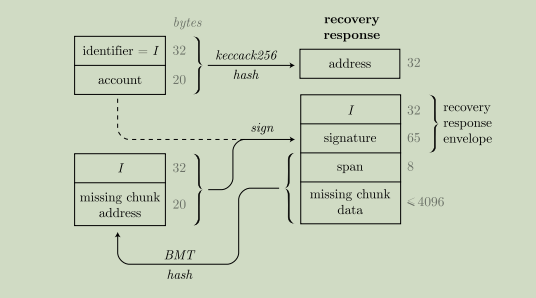 bytes
recovery
response
identifier = I
32
account
20
keccack256
hash
address
32
sign
I
32
signature
65
recovery
response
envelope
I
32
missing chunk
address
20
span
8
missing chunk
data
⩽4096
BMT
hash